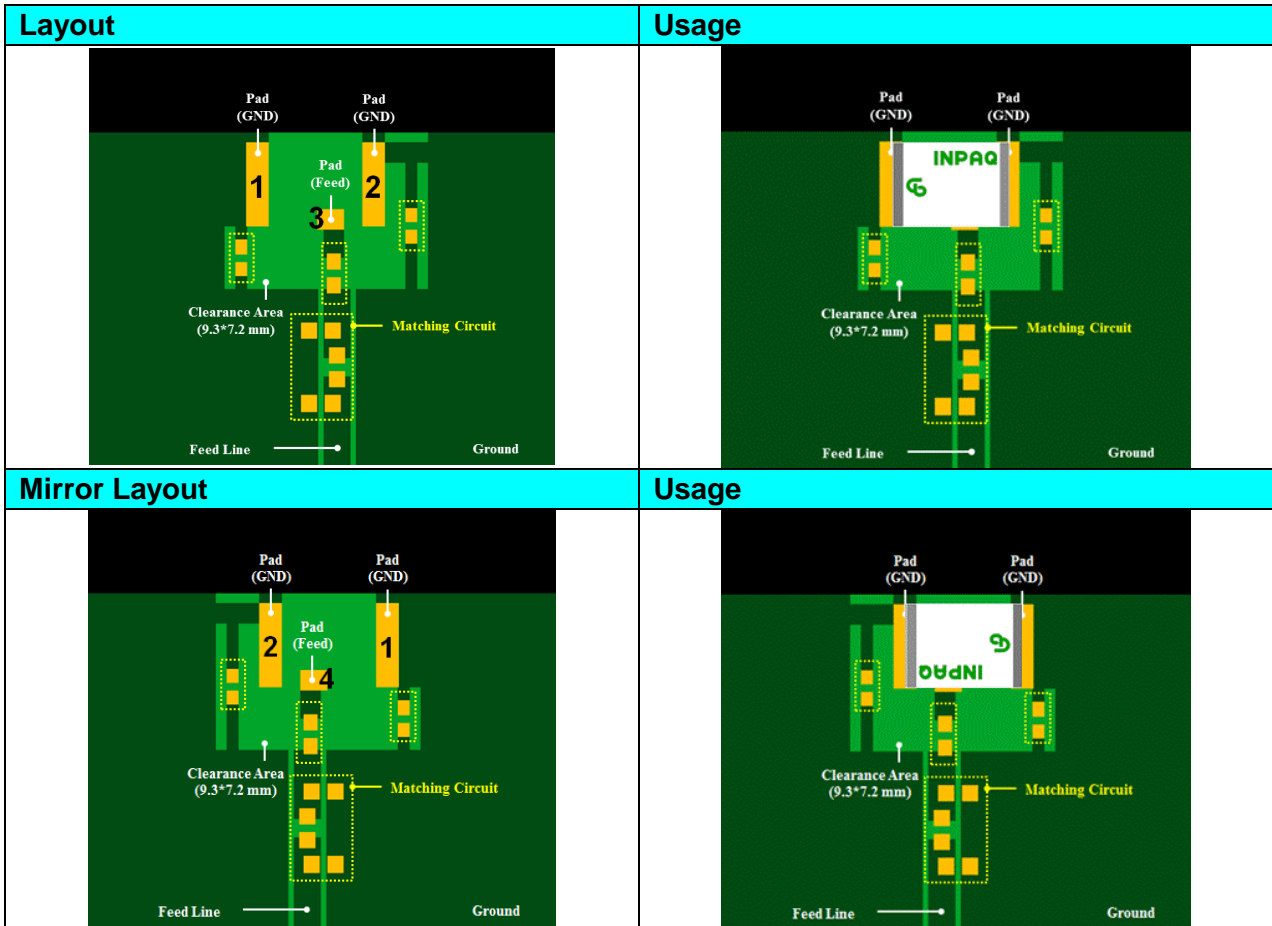 Layout
Usage
Pad
(GND)
Pad
(GND)
Pad
(Feed)
1
2
3
Clearance Area
(9.3*7.2 mm)
Matching Circuit
Feed Line
Ground
Pad
(GND)
Pad
(GND)
INPAQ
Clearance Area
(9.3*7.2 mm)
Matching Circuit
Feed Line
Ground
Mirror Layout
Usage
Pad
(GND)
Pad
(GND)
Pad
(Feed)
2
1
4
Clearance Area
(9.3*7.2 mm)
Matching Circuit
Feed Line
Ground
Pad
(GND)
Pad
(GND)
INPAQ
Clearance Area
(9.3*7.2 mm)
Matching Circuit
Feed Line
Ground